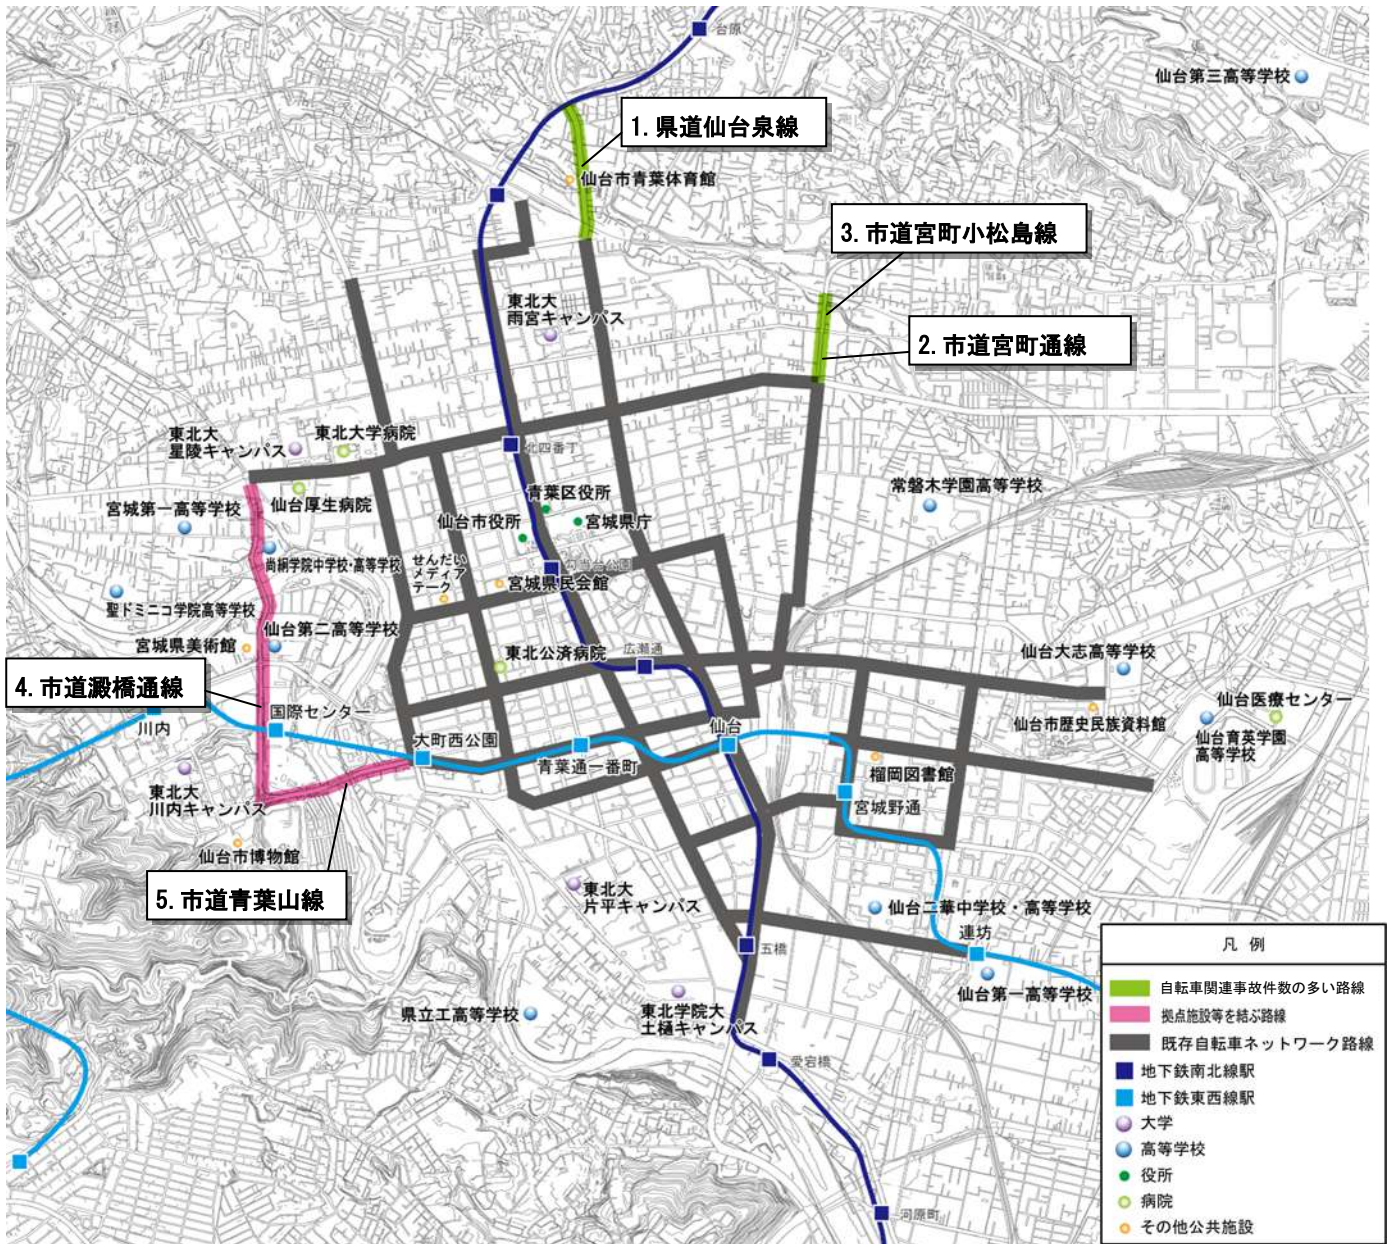 台原
仙台第三高等学校
1. 県道仙台泉線
仙台市青葉体育館
3. 市道宮町小松島線
東北大
雨宮キャンパス
2. 市道宮町通線
東北大
星陵キャンパス
東北大学病院
北四番丁
宮城第一高等学校
仙台厚生病院
青葉区役所
仙台市役所
宮城県庁
常磐木学園高等学校
尚絅学院中学校・高等学校
せんだい
メディア
テーク
勾当台公園
宮城県民会館
聖ドミニコ学院高等学校
仙台第二高等学校
宮城県美術館
東北公済病院
広瀬通
仙台大志高等学校
4. 市道澱橋通線
川内
国際センター
大町西公園
青葉通一番町
仙台
仙台市歴史民族資料館
仙台医療センター
仙台育英学園
高等学校
榴岡図書館
宮城野通
東北大
川内キャンパス
仙台市博物館
5. 市道青葉山線
東北大
片平キャンパス
仙台二華中学校・高等学校
連坊
五橋
仙台第一高等学校
県立工高等学校
東北学院大
土樋キャンパス
愛宕橋
河原町
凡 例
自転車関連事故件数の多い路線
拠点施設等を結ぶ路線
既存自転車ネットワーク路線
地下鉄南北線駅
地下鉄東西線駅
大学
高等学校
役所
病院
その他公共施設